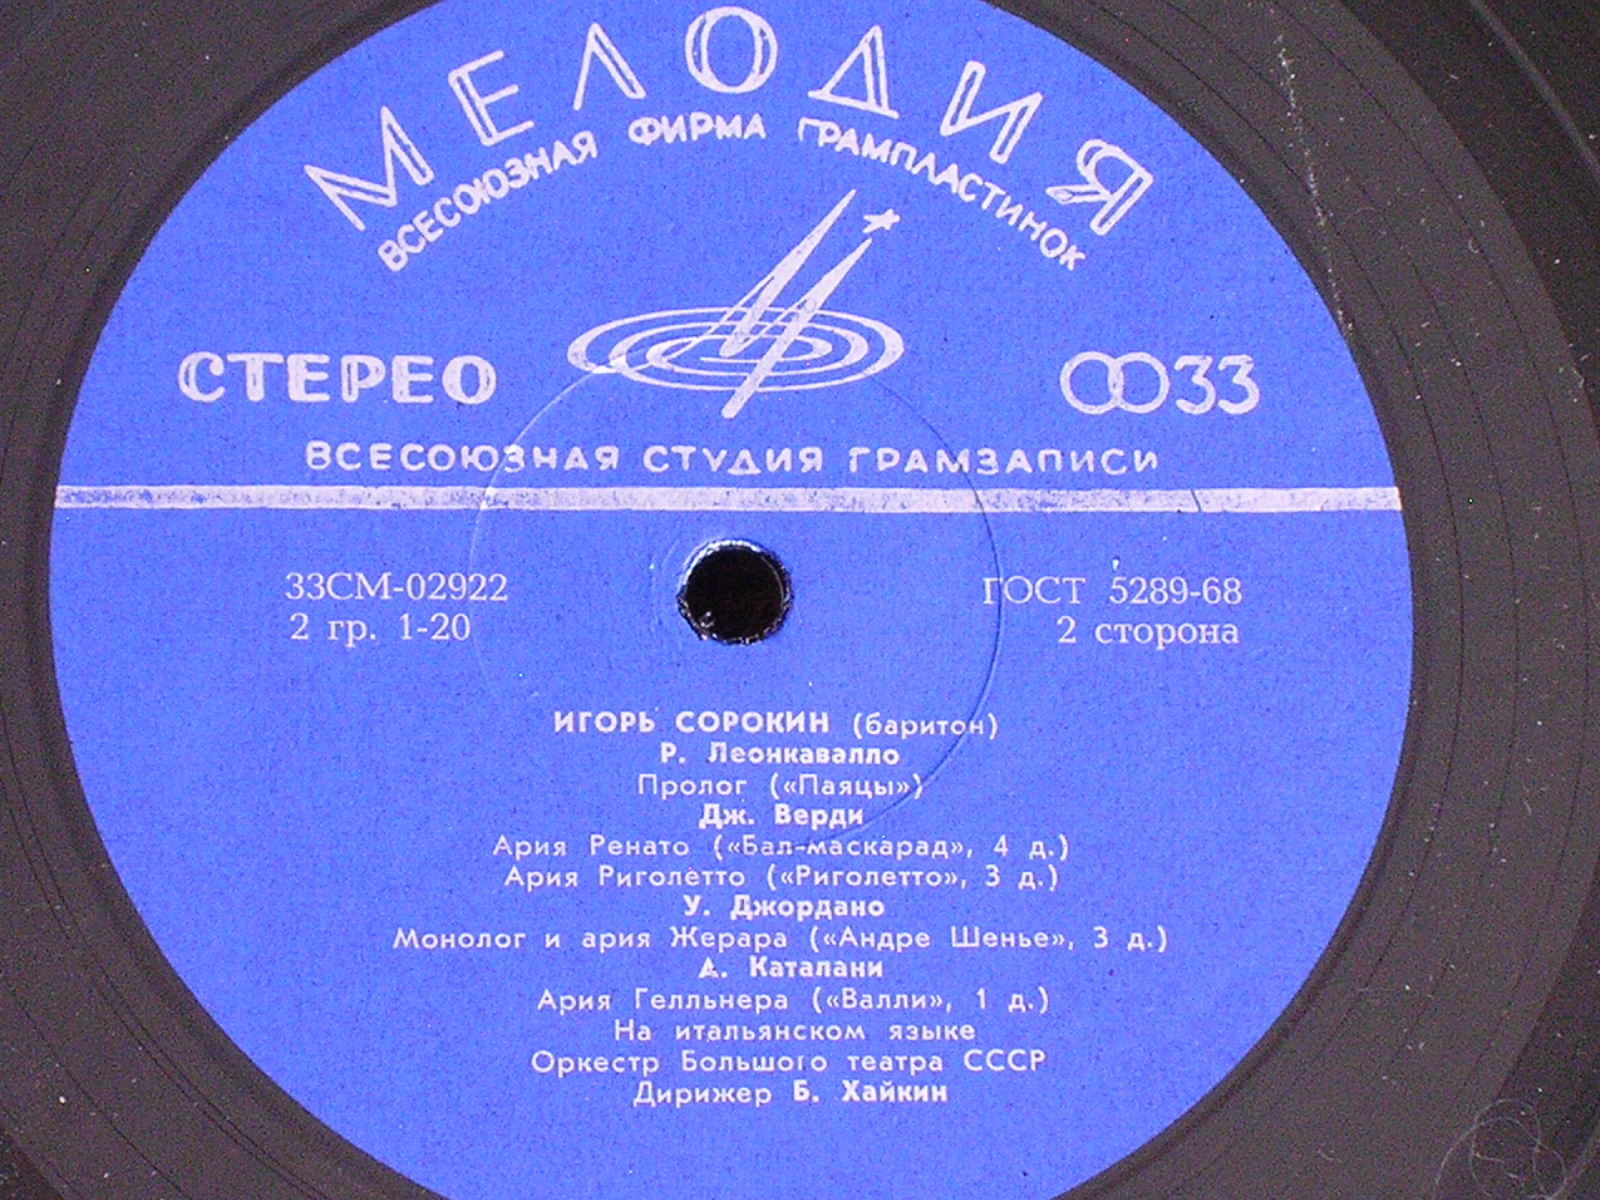 МЕЛОДИЯ
ВСЕСОЮЗНАЯ ФИРМА ГРАМПЛАСТИНОК
СТЕРЕО
33
ВСЕСОЮЗНАЯ СТУДИЯ ГРАМЗАПИСИ
33СМ-02922
2 гр. 1-20
ГОСТ 5289-68
2 сторона
ИГОРЬ СОРОКИН (баритон)
Р. Леонкавалло
Пролог («Паяцы»)
Дж. Верди
Ария Ренато («Бал-маскарад», 4 д.)
Ария Риголетто («Риголетто», 3 д.)
У. Джордано
Монолог и ария Жерара («Андре Шенье», 3 д.)
А. Каталани
Ария Гелльнера («Валли», 1 д.)
На итальянском языке
Оркестр Большого театра СССР
Дирижер Б. Хайкин